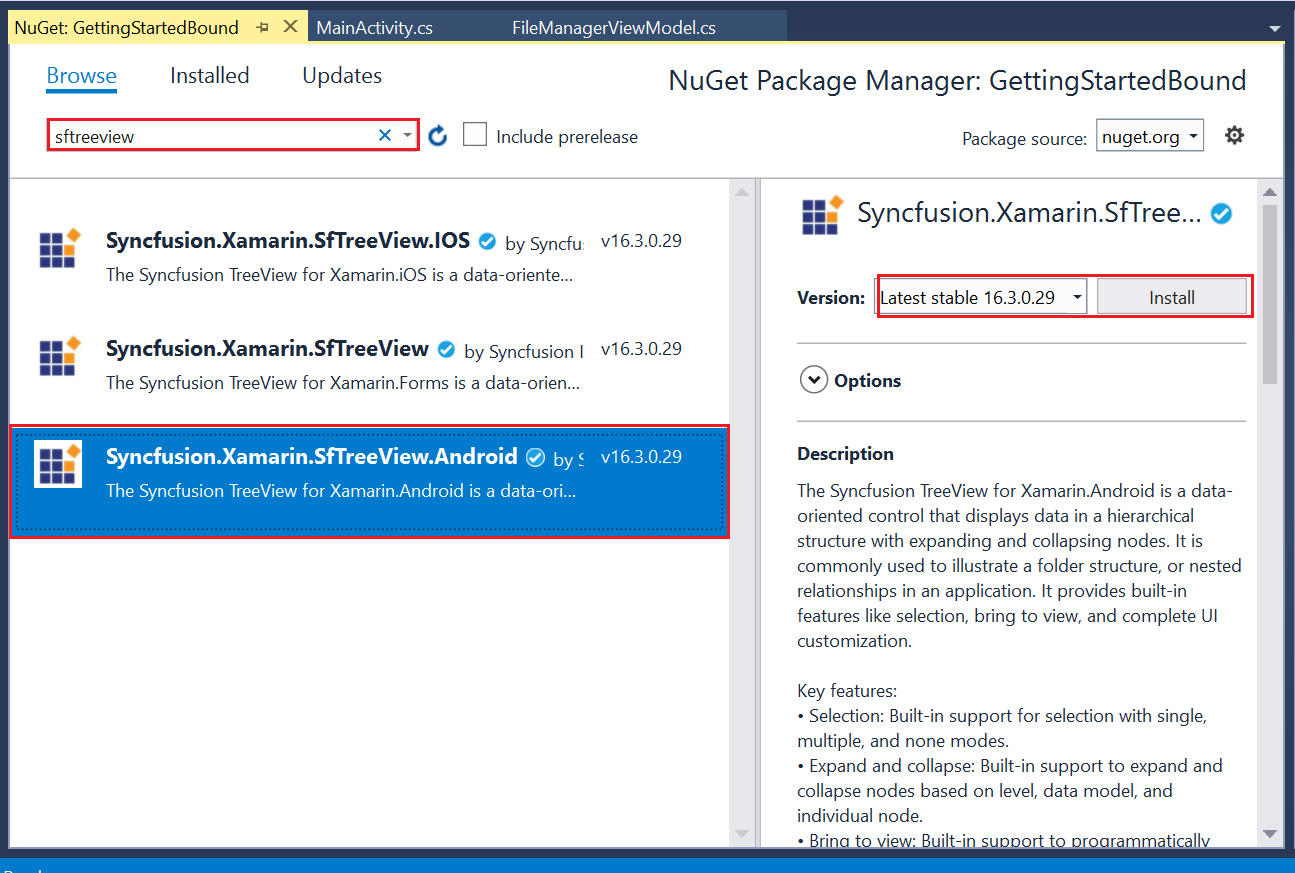 NuGet: GettingStartedBound MainActivity.cs FileManagerViewModel.cs
Browse Installed Updates
NuGet Package Manager: GettingStartedBound
sftreeview Include prerelease
Package source: nuget.org
Syncfusion.Xamarin.SfTreeView.IOS by Syncfu v16.3.0.29
The Syncfusion TreeView for Xamarin.iOS is a data-oriente...
Syncfusion.Xamarin.SfTreeView by Syncfusion I v16.3.0.29
The Syncfusion TreeView for Xamarin.Forms is a data-orien...
Syncfusion.Xamarin.SfTreeView.Android by S v16.3.0.29
The Syncfusion TreeView for Xamarin.Android is a data-ori...
Syncfusion.Xamarin.SfTree...
Version: Latest stable 16.3.0.29 Install
Options
Description
The Syncfusion TreeView for Xamarin.Android is a data-
oriented control that displays data in a hierarchical
structure with expanding and collapsing nodes. It is
commonly used to illustrate a folder structure, or nested
relationships in an application. It provides built-in
features like selection, bring to view, and complete UI
customization.
Key features:
• Selection: Built-in support for selection with single,
multiple, and none modes.
• Expand and collapse: Built-in support to expand and
collapse nodes based on level, data model, and
individual node.
• Bring to view: Built-in support to programmatically